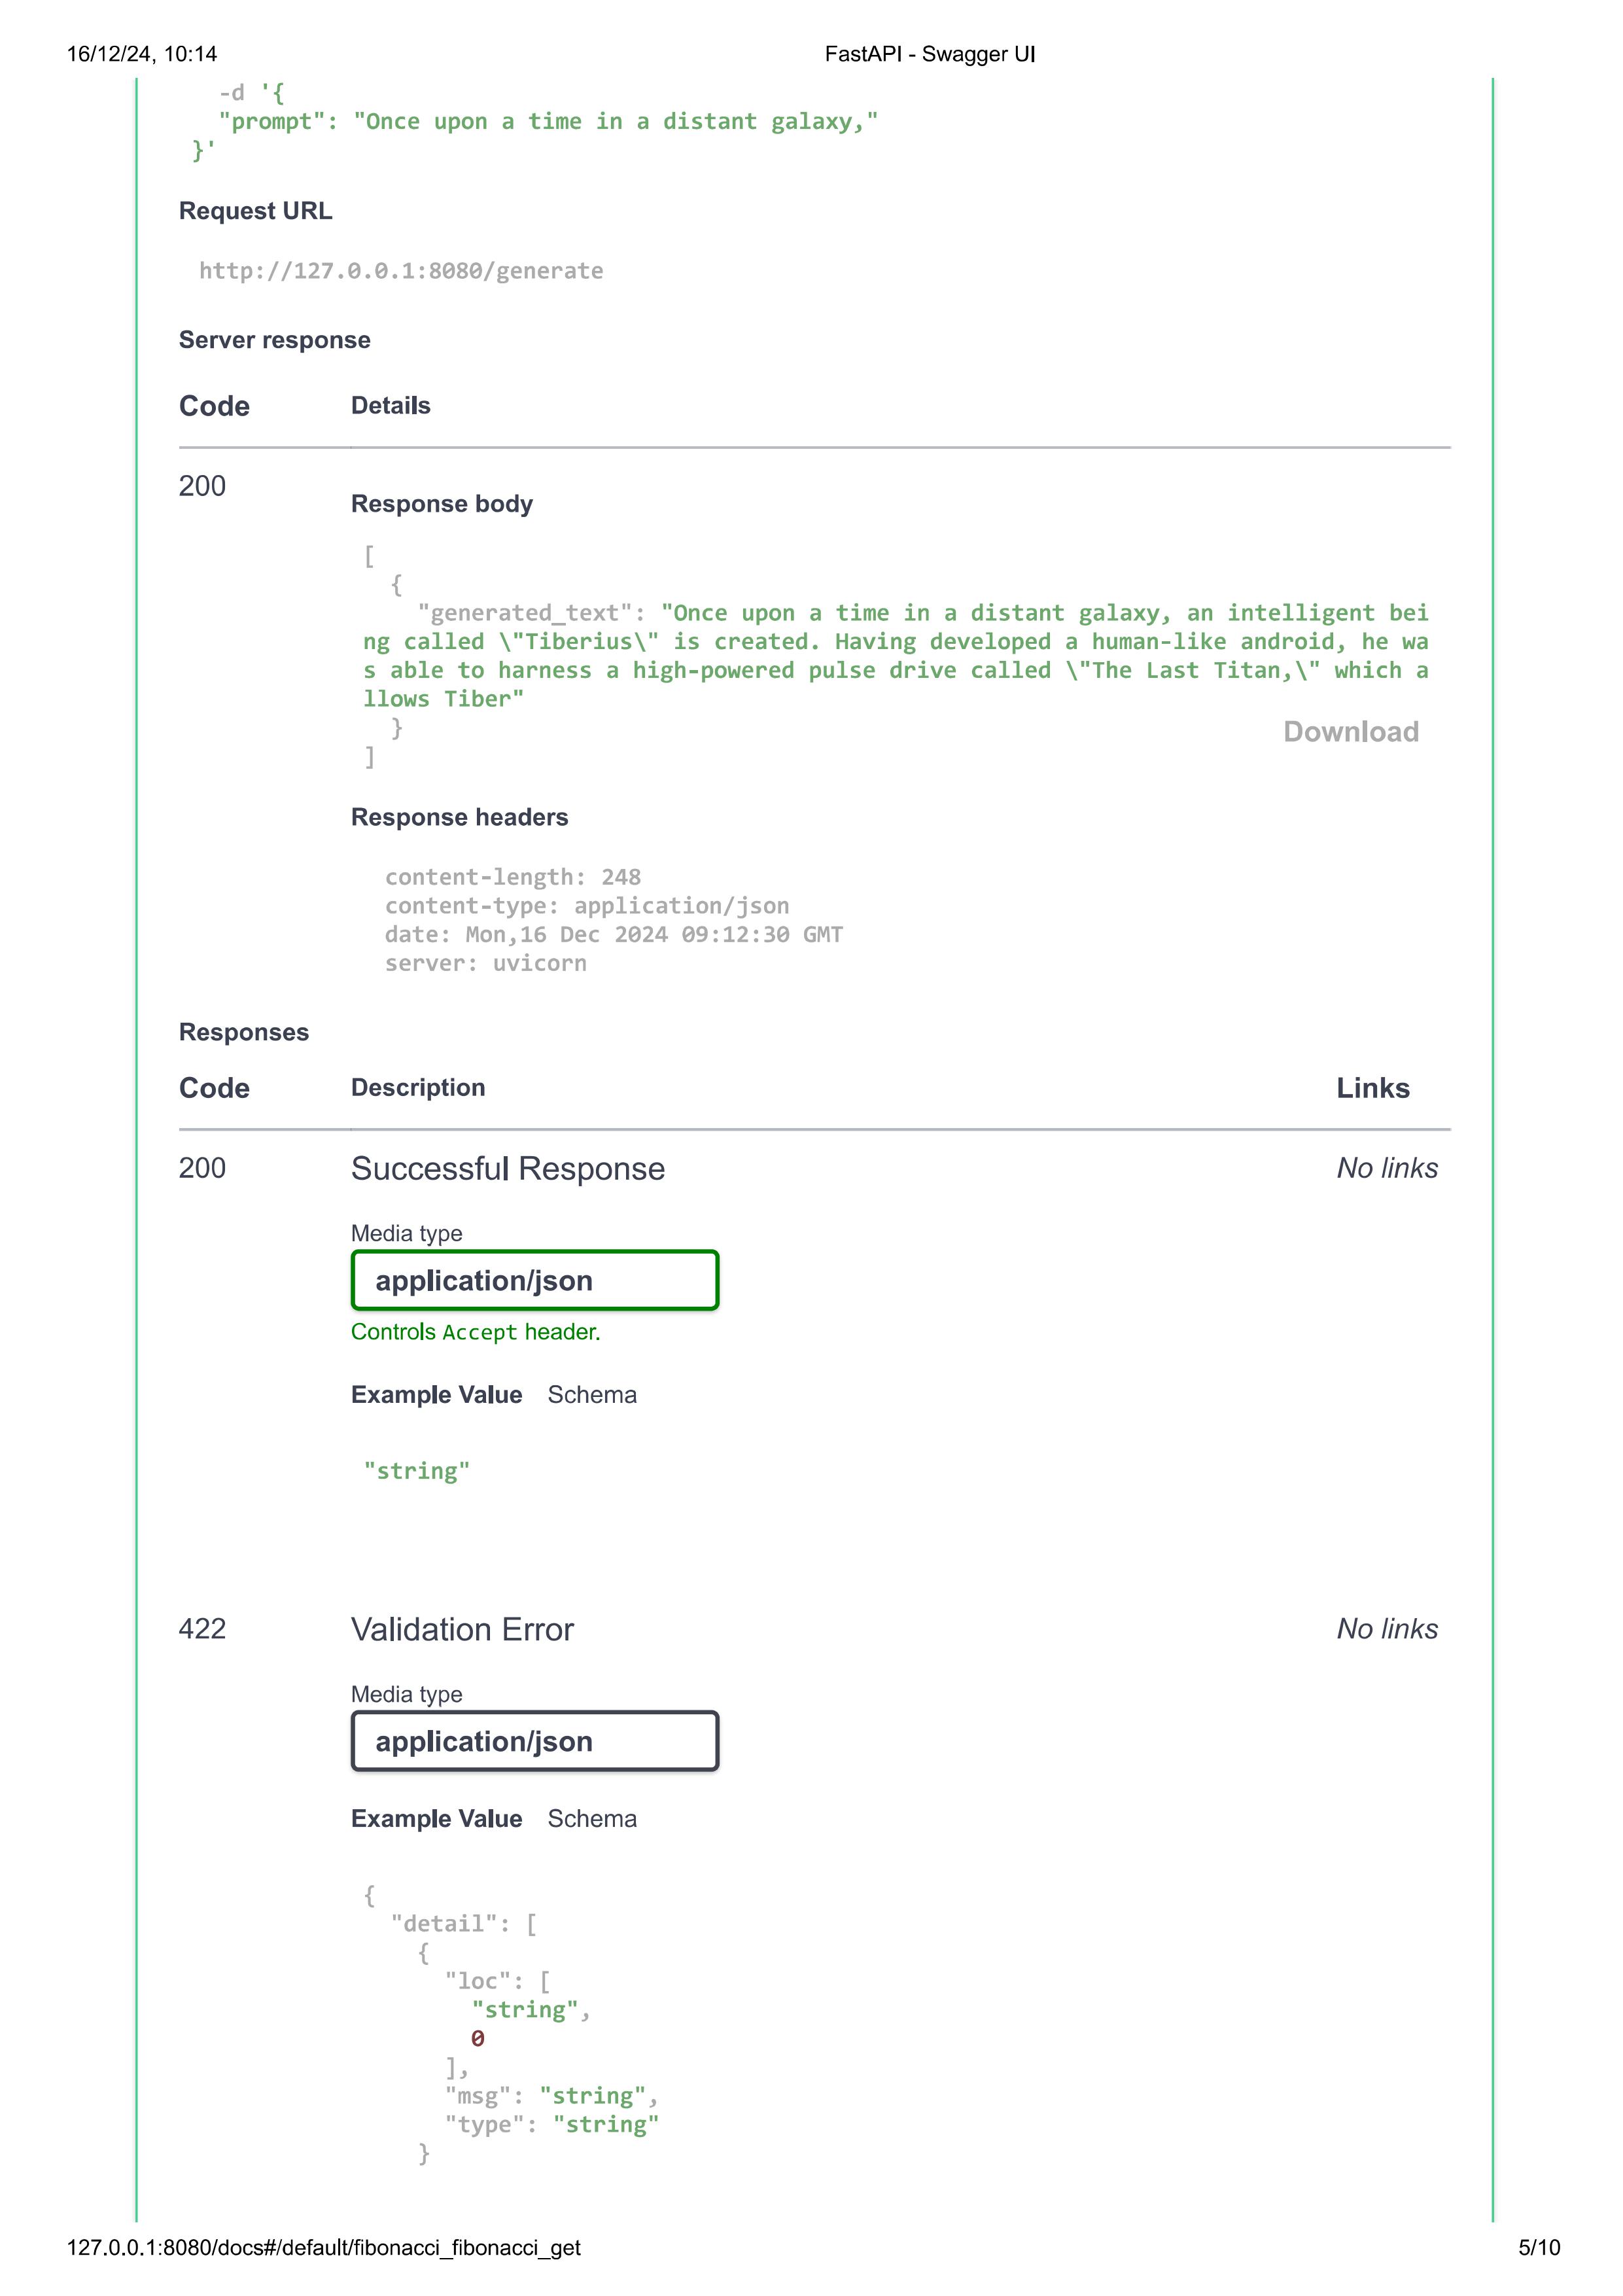 16/12/24, 10:14 FastAPI - Swagger UI
-d '{
"prompt": "Once upon a time in a distant galaxy,"
}'
Request URL
http://127.0.0.1:8080/generate
Server response
Code Details
200
Response body
[
{
"generated_text": "Once upon a time in a distant galaxy, an intelligent bei
ng called \"Tiberius\" is created. Having developed a human-like android, he wa
s able to harness a high-powered pulse drive called \"The Last Titan,\" which a
llows Tiber"
}
Download
]
Response headers
content-length: 248
content-type: application/json
date: Mon,16 Dec 2024 09:12:30 GMT
server: uvicorn
Responses
Code Description Links
200 Successful Response No links
Media type
application/json
Controls Accept header.
Example Value Schema
"string"
422 Validation Error No links
Media type
application/json
Example Value Schema
{
"detail": [
{
"loc": [
"string",
0
],
"msg": "string",
"type": "string"
}
127.0.0.1:8080/docs#/default/fibonacci_fibonacci_get 5/10